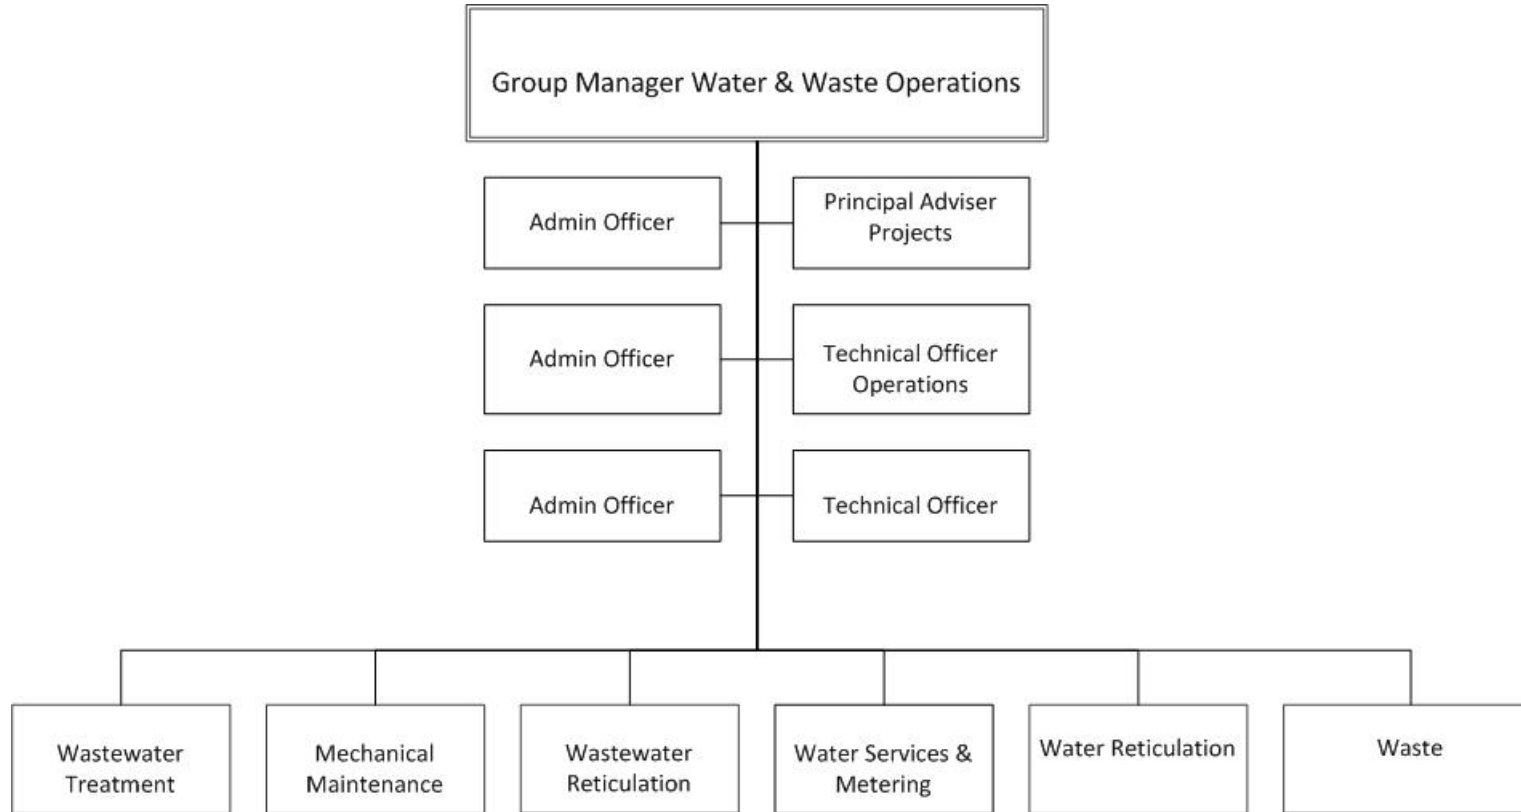 Group Manager Water & Waste Operations
Admin Officer
Principal Adviser
Projects
Admin Officer
Technical Officer
Operations
Admin Officer
Technical Officer
Wastewater
Treatment
Mechanical
Maintenance
Wastewater
Reticulation
Water Services &
Metering
Water Reticulation
Waste